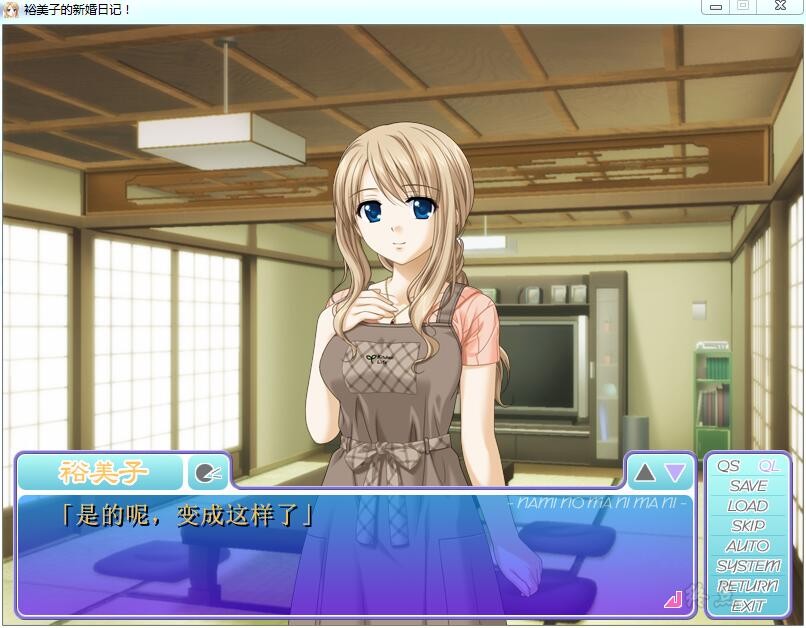 裕美子的新婚日记！
裕美子
「是的呢，变成这样了」
- NAMI NO MA NI MA NI -
QS QL
SAVE
LOAD
SKIP
AUTO
SYSTEM
RETURN
EXIT